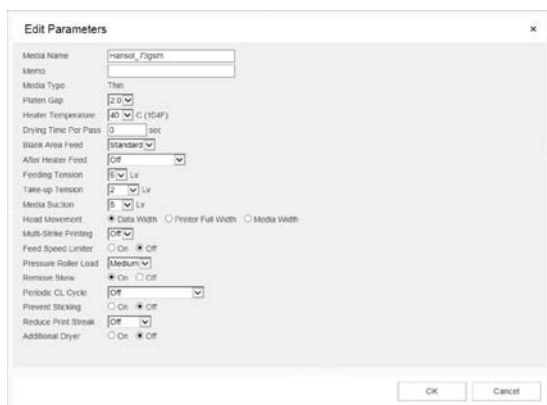 Edit Parameters ×
Media Name Hansol_73gsm
Memo
Media Type Thin
Platen Gap 2.0
Heater Temperature 40 C (104F)
Drying Time Per Pass 0 sec
Blank Area Feed Standard
After Heater Feed Off
Feeding Tension 6 Lv
Take-up Tension 2 Lv
Media Suction 8 Lv
Head Movement Data Width Printer Full Width Media Width
Multi-Strike Printing Off
Feed Speed Limiter On Off
Pressure Roller Load Medium
Remove Skew On Off
Periodic CL Cycle Off
Prevent Sticking On Off
Reduce Print Streak Off
Additional Dryer On Off
OK Cancel